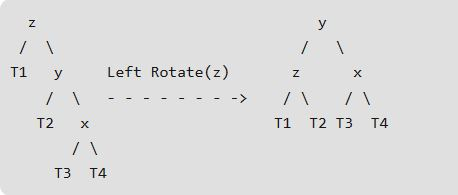 z                                y
/  \                            /   \
T1   y     Left Rotate(z)       z      x
/  \   - - - - - - - ->    / \    / \
T2   x                    T1  T2 T3  T4
/ \
T3  T4